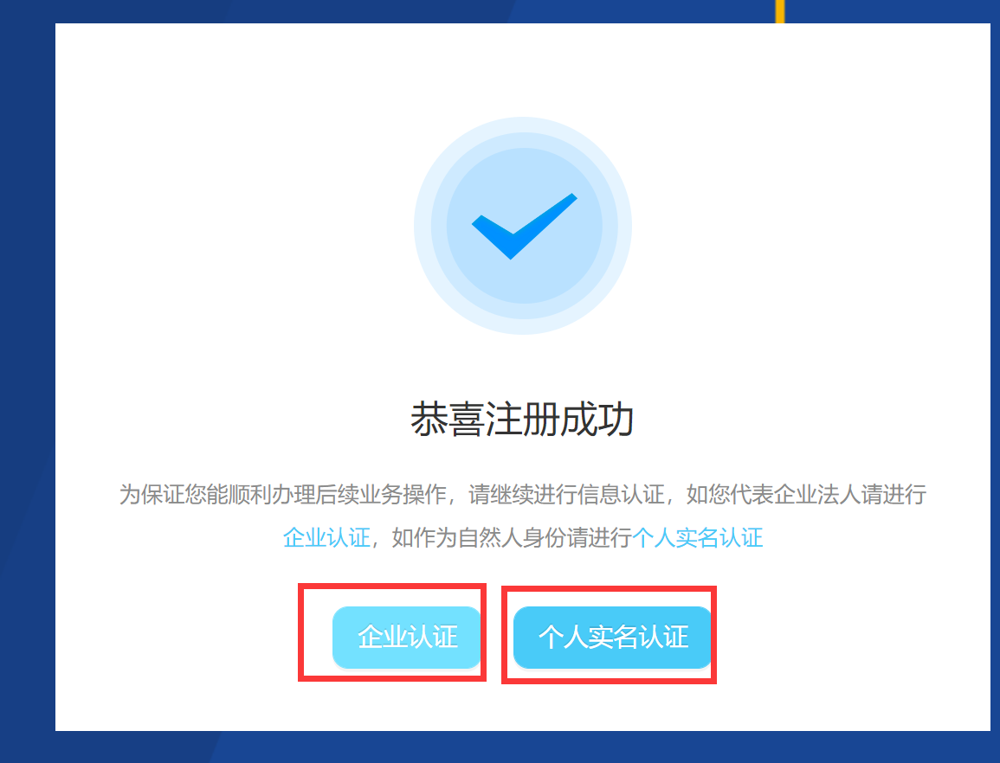 恭喜注册成功
为保证您能顺利办理后续业务操作，请继续进行信息认证，如您代表企业法人请进行
企业认证，如作为自然人身份请进行个人实名认证
企业认证 个人实名认证